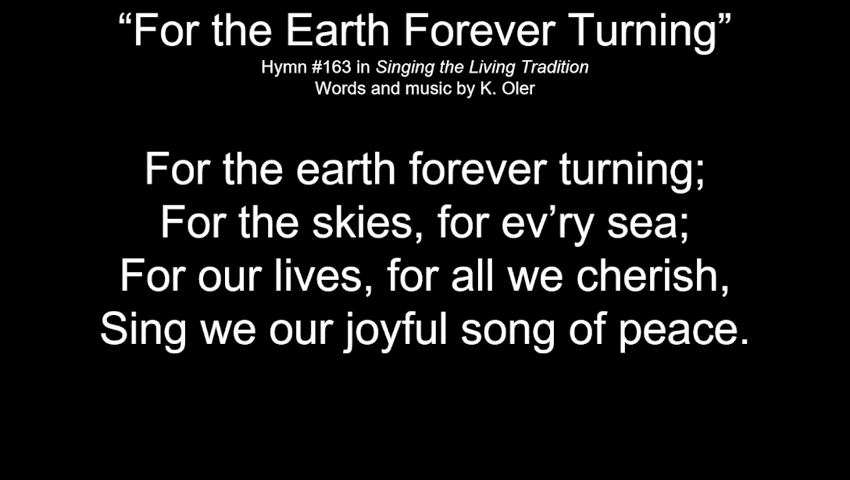 “For the Earth Forever Turning”
Hymn #163 in Singing the Living Tradition
Words and music by K. Oler
For the earth forever turning;
For the skies, for ev’ry sea;
For our lives, for all we cherish,
Sing we our joyful song of peace.